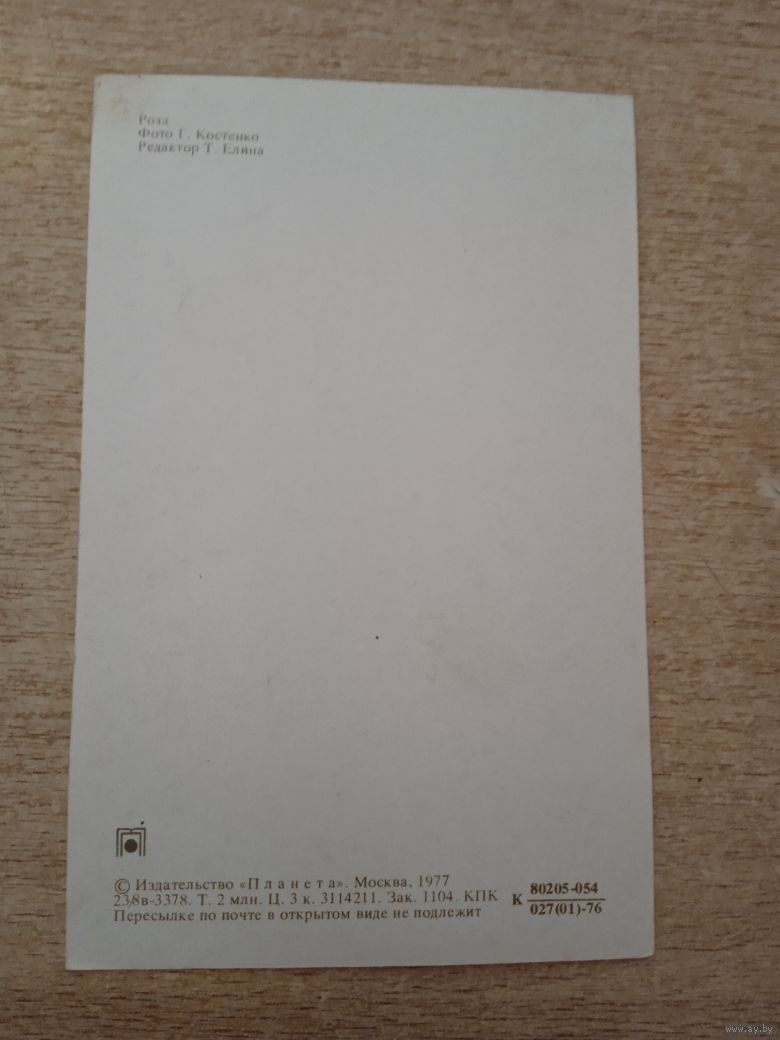 Роза
Фото Г. Костенко
Редактор Т. Елина
© Издательство «Планета». Москва, 1977
23/8в-3378. Т. 2 млн. Ц. 3 к. 3114211. Зак. 1104. КПК
Пересылке по почте в открытом виде не подлежит
К 80205-054
027(01)-76
www.ay.by